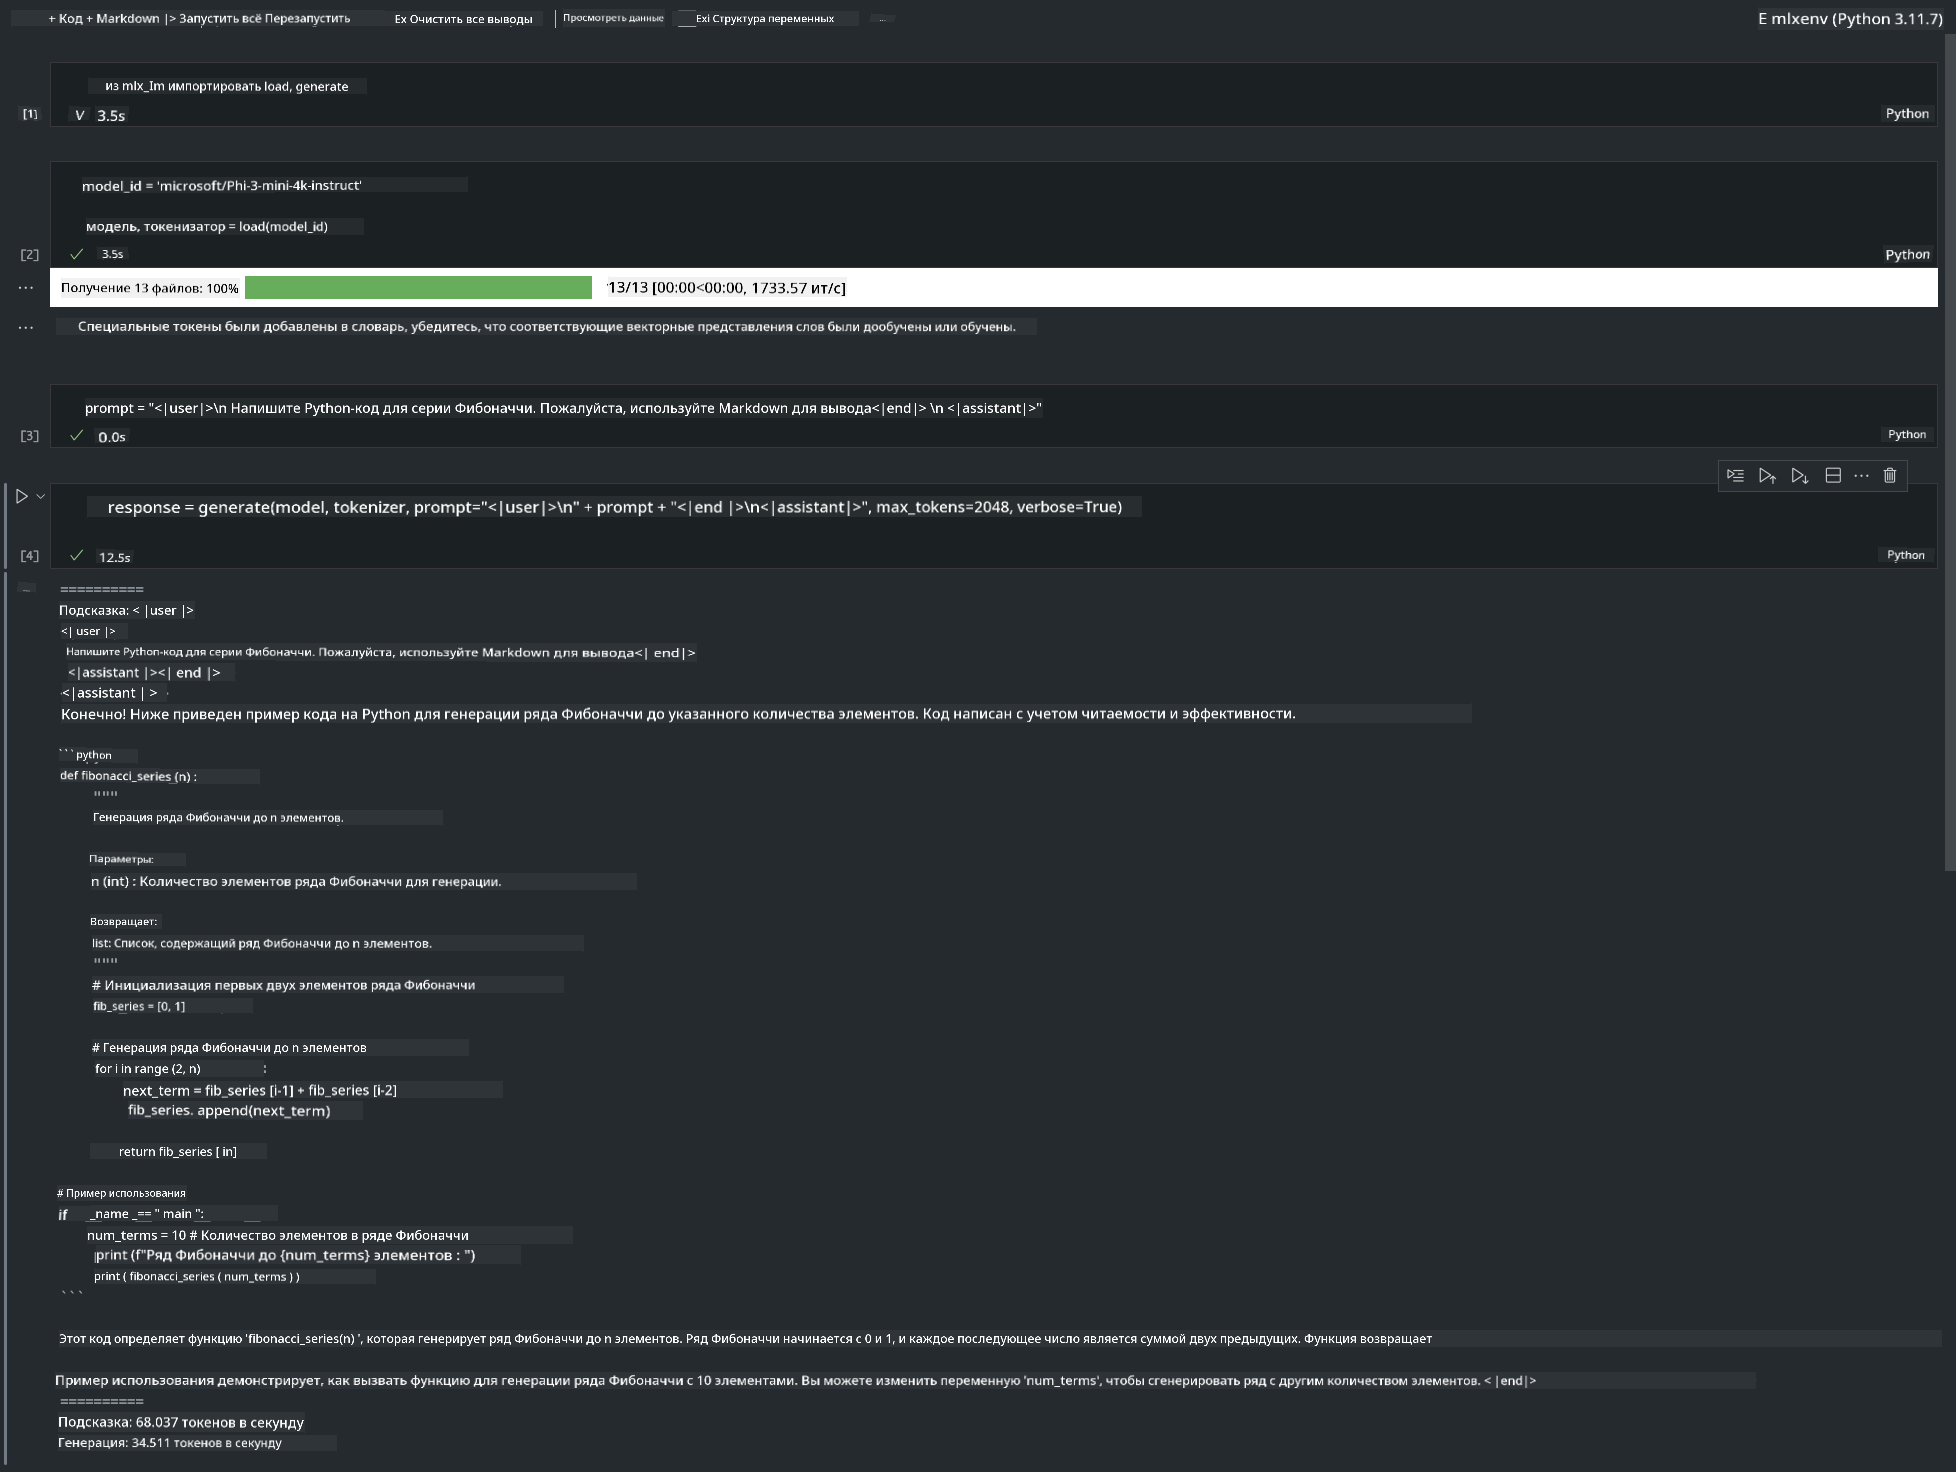 + Код + Markdown |> Запустить всё Перезапустить Ex Очистить все выводы | Просмотреть данные Exi Структура переменных ... E mlxenv (Python 3.11.7)
из mlx_Im импортировать load, generate
[1] V 3.5s Python
model_id = 'microsoft/Phi-3-mini-4k-instruct'
модель, токенизатор = load(model_id)
[2] ✓ 3.5s Python
... Получение 13 файлов: 100% 13/13 [00:00<00:00, 1733.57 ит/с]
... Специальные токены были добавлены в словарь, убедитесь, что соответствующие векторные представления слов были дообучены или обучены.
prompt = "<|user|>\n Напишите Python-код для серии Фибоначчи. Пожалуйста, используйте Markdown для вывода<|end|> \n <|assistant|>"
[3] ✓ 0.0s Python
response = generate(model, tokenizer, prompt="<|user|>\n" + prompt + "<|end |>\n<|assistant|>", max_tokens=2048, verbose=True)
[4] ✓ 12.5s Python
==========
Подсказка: < |user |>
<| user |>
Напишите Python-код для серии Фибоначчи. Пожалуйста, используйте Markdown для вывода<| end|>
<|assistant |><| end |>
<|assistant | >
Конечно! Ниже приведен пример кода на Python для генерации ряда Фибоначчи до указанного количества элементов. Код написан с учетом читаемости и эффективности.
```python
def fibonacci_series (n) :
"""
Генерация ряда Фибоначчи до n элементов.
Параметры:
n (int) : Количество элементов ряда Фибоначчи для генерации.
Возвращает:
list: Список, содержащий ряд Фибоначчи до n элементов.
"""
# Инициализация первых двух элементов ряда Фибоначчи
fib_series = [0, 1]
# Генерация ряда Фибоначчи до n элементов
for i in range (2, n) :
next_term = fib_series [i-1] + fib_series [i-2]
fib_series. append(next_term)
return fib_series [ in]
# Пример использования
if _name _== " main ":
num_terms = 10 # Количество элементов в ряде Фибоначчи
print (f"Ряд Фибоначчи до {num_terms} элементов : ")
print ( fibonacci_series ( num_terms ) )
```
Этот код определяет функцию 'fibonacci_series(n) ', которая генерирует ряд Фибоначчи до n элементов. Ряд Фибоначчи начинается с 0 и 1, и каждое последующее число является суммой двух предыдущих. Функция возвращает
Пример использования демонстрирует, как вызвать функцию для генерации ряда Фибоначчи с 10 элементами. Вы можете изменить переменную 'num_terms', чтобы сгенерировать ряд с другим количеством элементов. < |end|>
==========
Подсказка: 68.037 токенов в секунду
Генерация: 34.511 токенов в секунду